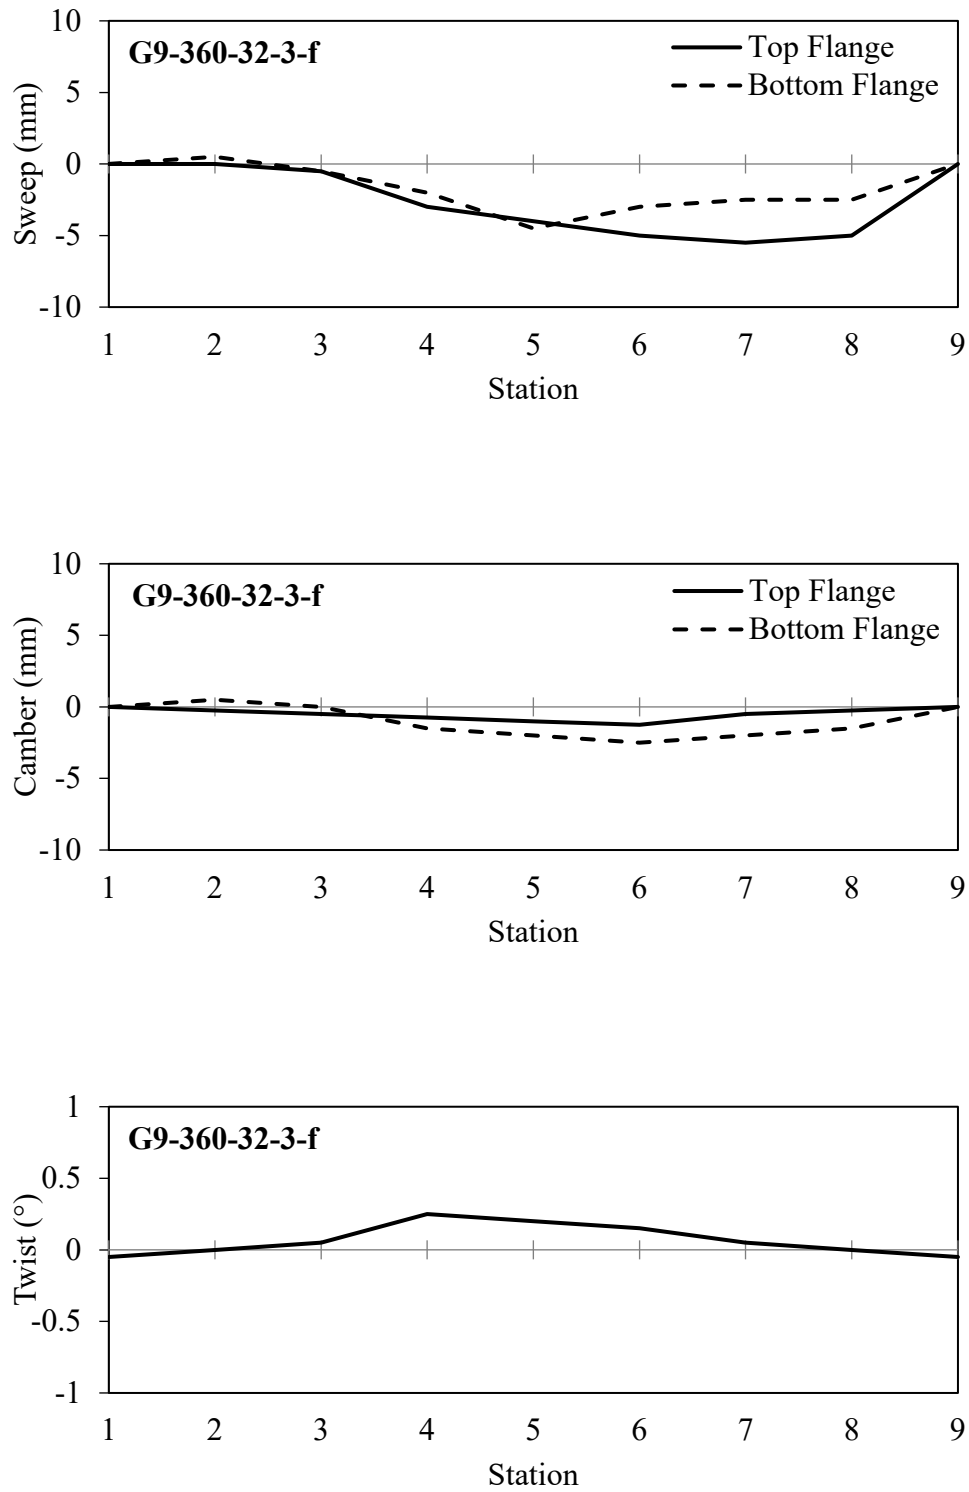 10
G9-360-32-3-f
Top Flange
Bottom Flange
5
0
-5
-10
Sweep (mm)
1 2 3 4 5 6 7 8 9
Station
10
G9-360-32-3-f
Top Flange
Bottom Flange
5
0
-5
-10
Camber (mm)
1 2 3 4 5 6 7 8 9
Station
1
G9-360-32-3-f
0.5
0
-0.5
-1
Twist (°)
1 2 3 4 5 6 7 8 9
Station